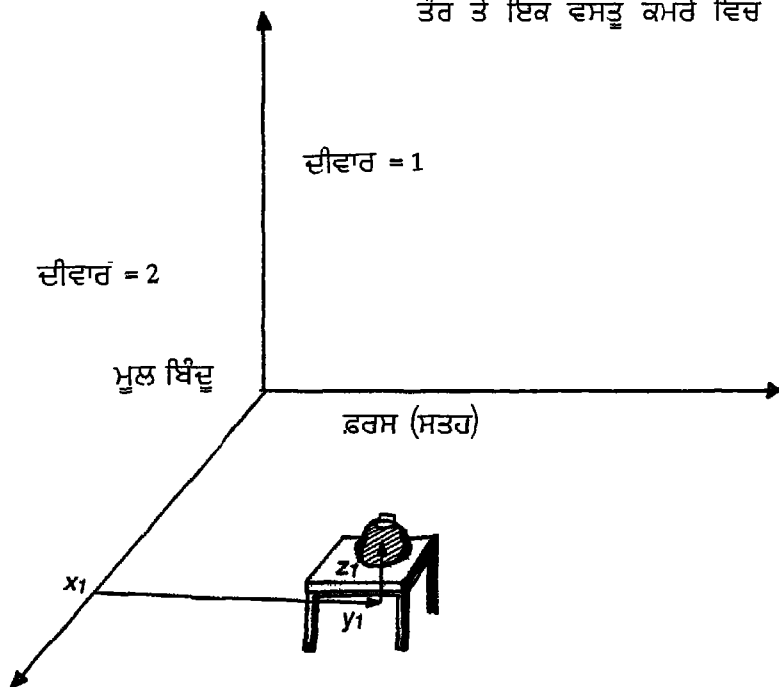 ਤੌਰ ਤੇ ਇਕ ਵਸਤੂ ਕਮਰੇ ਵਿਚ
ਦੀਵਾਰ = 1
ਦੀਵਾਰ = 2
ਮੂਲ ਬਿੰਦੂ
ਫ਼ਰਸ (ਸਤਹ)
z1
x1
y1